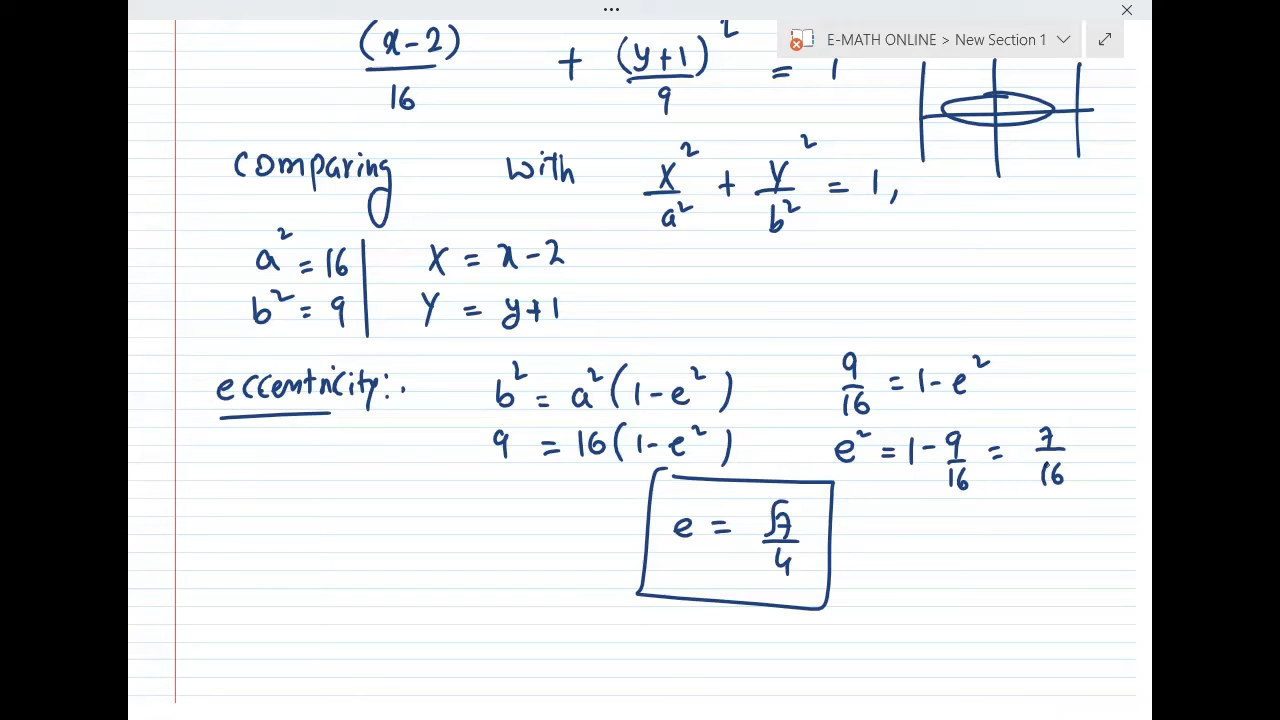 E-MATH ONLINE > New Section 1
(x-2)/16 + (y+1)²/9 = 1
comparing with X²/a² + Y²/b² = 1,
a² = 16 | X = x-2
b² = 9 | Y = y+1
eccentricity:. b² = a²(1-e²) 9/16 = 1-e²
9 = 16(1-e²) e² = 1-9/16 = 7/16
e = √7/4